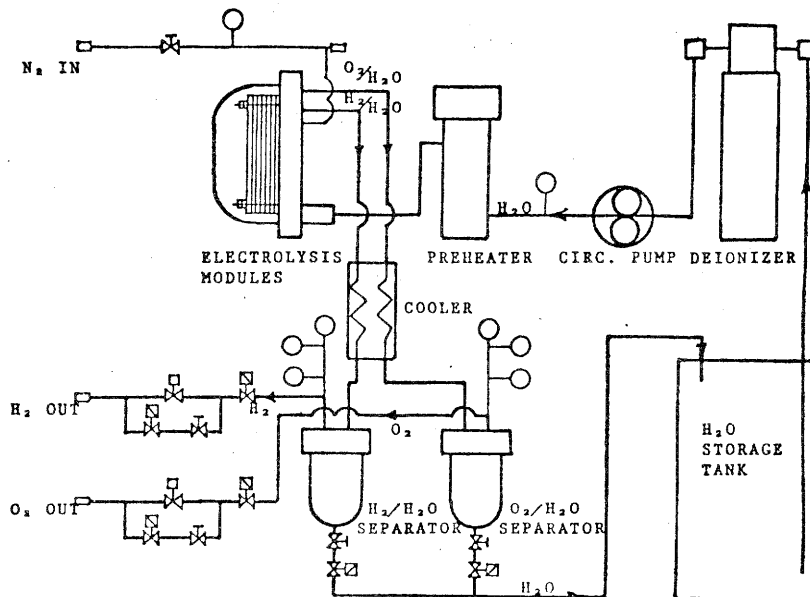 N₂ IN
O₂/H₂O
H₂/H₂O
H₂O
ELECTROLYSIS
MODULES
PREHEATER
CIRC. PUMP
DEIONIZER
COOLER
H₂ OUT
H₂
O₂
H₂O
STORAGE
TANK
O₂ OUT
H₂/H₂O
SEPARATOR
O₂/H₂O
SEPARATOR
H₂O